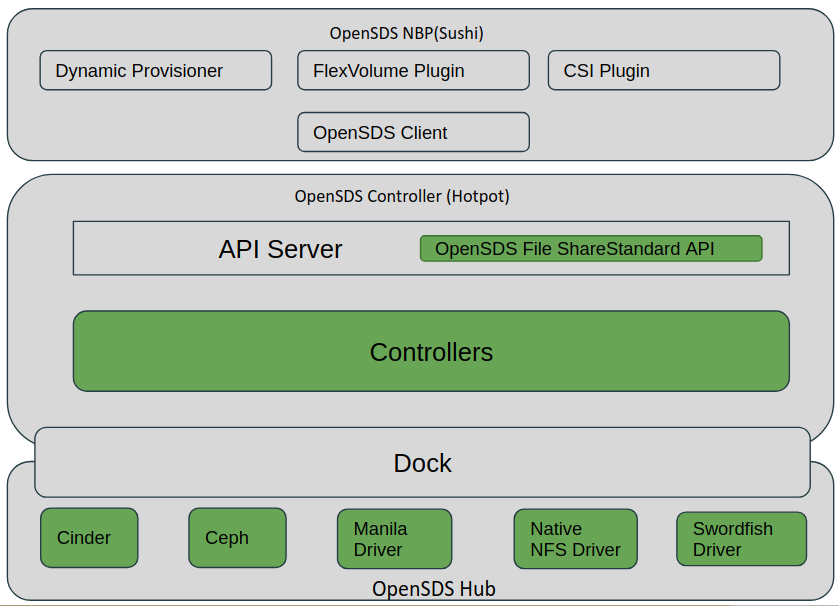 OpenSDS NBP(Sushi)
Dynamic Provisioner
FlexVolume Plugin
CSI Plugin
OpenSDS Client
OpenSDS Controller (Hotpot)
API Server
OpenSDS File ShareStandard API
Controllers
Dock
Cinder
Ceph
Manila
Driver
Native
NFS Driver
Swordfish
Driver
OpenSDS Hub